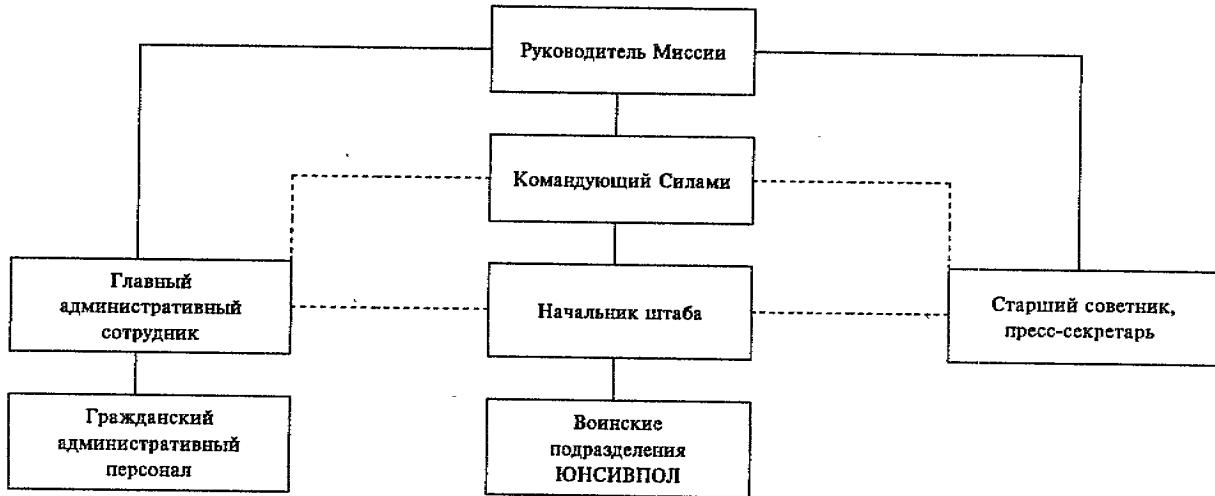 Руководитель Миссии
Командующий Силами
Главный
административный
сотрудник
Начальник штаба
Старший советник,
пресс-секретарь
Гражданский
административный
персонал
Воинские
подразделения
ЮНСИВПОЛ